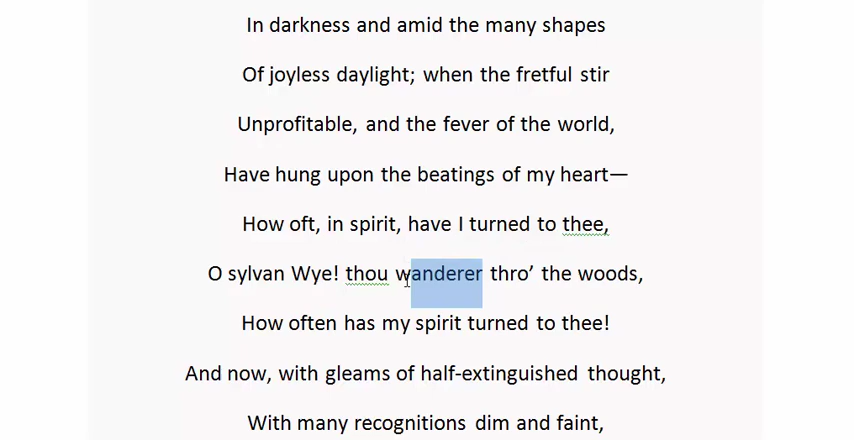 In darkness and amid the many shapes
Of joyless daylight; when the fretful stir
Unprofitable, and the fever of the world,
Have hung upon the beatings of my heart—
How oft, in spirit, have I turned to thee,
O sylvan Wye! thou wanderer thro’ the woods,
How often has my spirit turned to thee!
And now, with gleams of half-extinguished thought,
With many recognitions dim and faint,